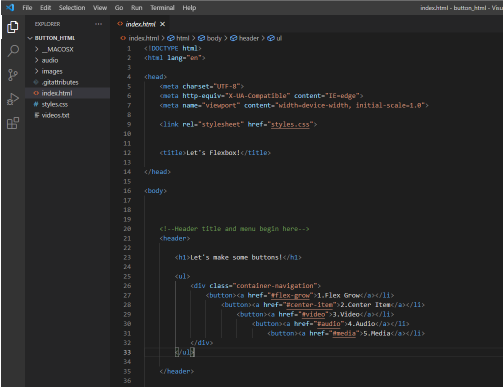 File Edit Selection View Go Run Terminal Help index.html - button_html - Visu
EXPLORER ...
BUTTON_HTML
> __MACOSX
> audio
> images
.gitattributes
<> index.html
# styles.css
videos.txt
<> index.html ×
<> index.html > html > body > header > ul
1 <!DOCTYPE html>
2 <html lang="en">
3
4 <head>
5 <meta charset="UTF-8">
6 <meta http-equiv="X-UA-Compatible" content="IE=edge">
7 <meta name="viewport" content="width=device-width, initial-scale=1.0">
8
9 <link rel="stylesheet" href="styles.css">
10
11
12 <title>Let's Flexbox!</title>
13
14 </head>
15
16 <body>
17
18
19
20 <!--Header title and menu begin here-->
21 <header>
22
23 <h1>Let's make some buttons!</h1>
24
25 <ul>
26 <div class="container-navigation">
27 <button><a href="#flex-grow">1.Flex Grow</a></li>
28 <button><a href="#center-item">2.Center Item</a></li>
29 <button><a href="#video">3.Video</a></li>
30 <button><a href="#audio">4.Audio</a></li>
31 <button><a href="#media">5.Media</a></li>
32 </div>
33 </ul>
34
35 </header>
36